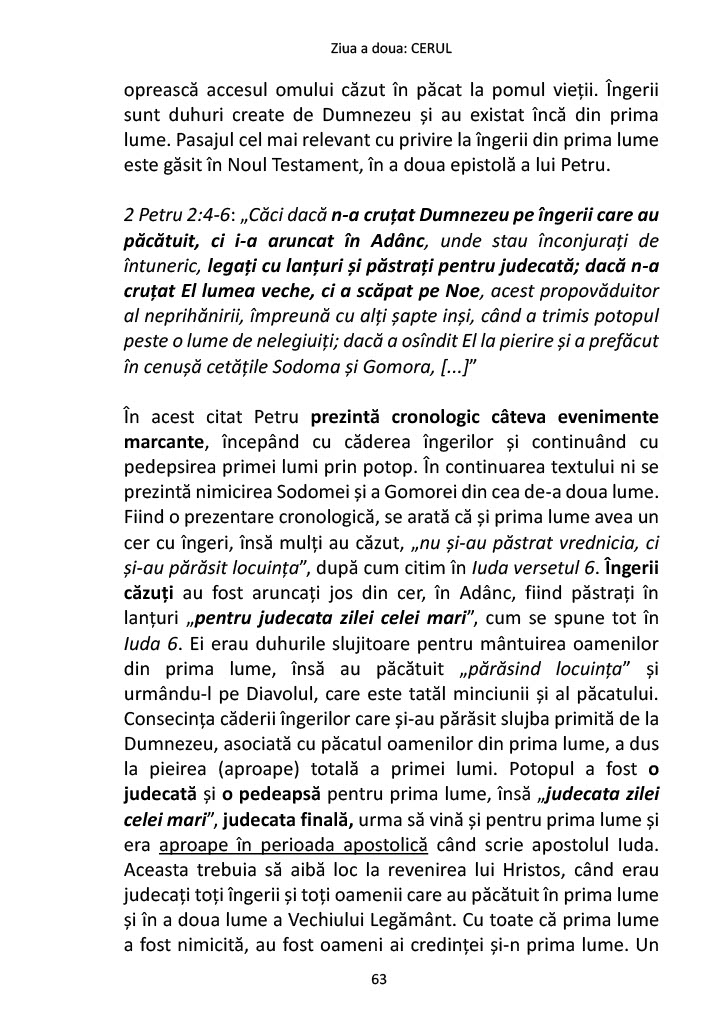 Ziua a doua: CERUL
oprească accesul omului căzut în păcat la pomul vieții. Îngerii
sunt duhuri create de Dumnezeu și au existat încă din prima
lume. Pasajul cel mai relevant cu privire la îngerii din prima lume
este găsit în Noul Testament, în a doua epistolă a lui Petru.
2 Petru 2:4-6: „Căci dacă n-a cruțat Dumnezeu pe îngerii care au
păcătuit, ci i-a aruncat în Adânc, unde stau înconjurați de
întuneric, legați cu lanțuri și păstrați pentru judecată; dacă n-a
cruțat El lumea veche, ci a scăpat pe Noe, acest propovăduitor
al neprihănirii, împreună cu alți șapte inși, când a trimis potopul
peste o lume de nelegiuiți; dacă a osîndit El la pierire și a prefăcut
în cenușă cetățile Sodoma și Gomora, [...]”
În acest citat Petru prezintă cronologic câteva evenimente
marcante, începând cu căderea îngerilor și continuând cu
pedepsirea primei lumi prin potop. În continuarea textului ni se
prezintă nimicirea Sodomei și a Gomorei din cea de-a doua lume.
Fiind o prezentare cronologică, se arată că și prima lume avea un
cer cu îngeri, însă mulți au căzut, „nu și-au păstrat vrednicia, ci
și-au părăsit locuința”, după cum citim în Iuda versetul 6. Îngerii
căzuți au fost aruncați jos din cer, în Adânc, fiind păstrați în
lanțuri „pentru judecata zilei celei mari”, cum se spune tot în
Iuda 6. Ei erau duhurile slujitoare pentru mântuirea oamenilor
din prima lume, însă au păcătuit „părăsind locuința” și
urmându-l pe Diavolul, care este tatăl minciunii și al păcatului.
Consecința căderii îngerilor care și-au părăsit slujba primită de la
Dumnezeu, asociată cu păcatul oamenilor din prima lume, a dus
la pieirea (aproape) totală a primei lumi. Potopul a fost o
judecată și o pedeapsă pentru prima lume, însă „judecata zilei
celei mari”, judecata finală, urma să vină și pentru prima lume și
era aproape în perioada apostolică când scrie apostolul Iuda.
Aceasta trebuia să aibă loc la revenirea lui Hristos, când erau
judecați toți îngerii și toți oamenii care au păcătuit în prima lume
și în a doua lume a Vechiului Legământ. Cu toate că prima lume
a fost nimicită, au fost oameni ai credinței și-n prima lume. Un
63